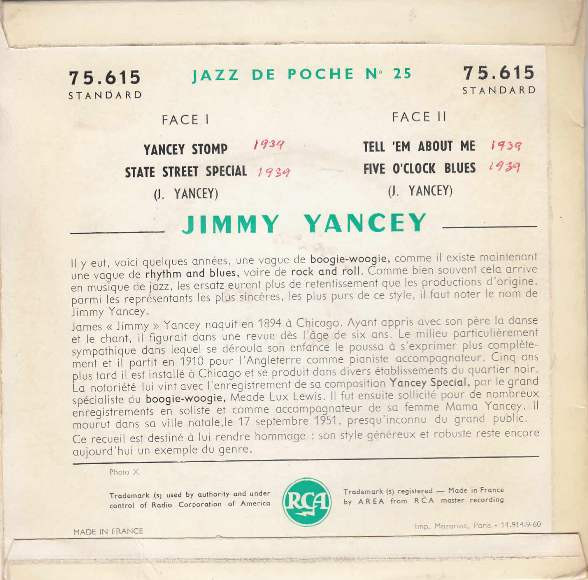 75.615 JAZZ DE POCHE N° 25 75.615
STANDARD STANDARD
FACE I FACE II
YANCEY STOMP 1939 TELL 'EM ABOUT ME 1939
STATE STREET SPECIAL 1939 FIVE O'CLOCK BLUES 1939
(J. YANCEY) (J. YANCEY)
JIMMY YANCEY
Il y eut, voici quelques années, une vague de boogie-woogie, comme il existe maintenant
une vague de rhythm and blues, voire de rock and roll. Comme bien souvent cela arrive
en musique de jazz, les ersatz eurent plus de retentissement que les productions d'origine.
parmi les représentants les plus sincères, les plus purs de ce style, il faut noter le nom de
Jimmy Yancey.
James « Jimmy » Yancey naquit en 1894 à Chicago. Ayant appris avec son père la danse
et le chant, il figurait dans une revue dès l'âge de six ans. Le milieu particulièrement
sympathique dans lequel se déroula son enfance le poussa à s'exprimer plus complète-
ment et il partit en 1910 pour l'Angleterre comme pianiste accompagnateur. Cinq ans
plus tard il est installé à Chicago et se produit dans divers établissements du quartier noir.
La notoriété lui vint avec l'enregistrement de sa composition Yancey Special, par le grand
spécialiste du boogie-woogie, Meade Lux Lewis. Il fut ensuite sollicité pour de nombreux
enregistrements en soliste et comme accompagnateur de sa femme Mama Yancey. Il
mourut dans sa ville natale,le 17 septembre 1951, presqu'inconnu du grand public.
Ce recueil est destiné à lui rendre hommage : son style généreux et robuste reste encore
aujourd'hui un exemple du genre.
Photo X
Trademark (s) used by authority and under
control of Radio Corporation of America
RCA
Trademark (s) registered — Made in France
by AREA from RCA master recording
MADE IN FRANCE Imp. Mazarine, Paris - 14.914-9-60